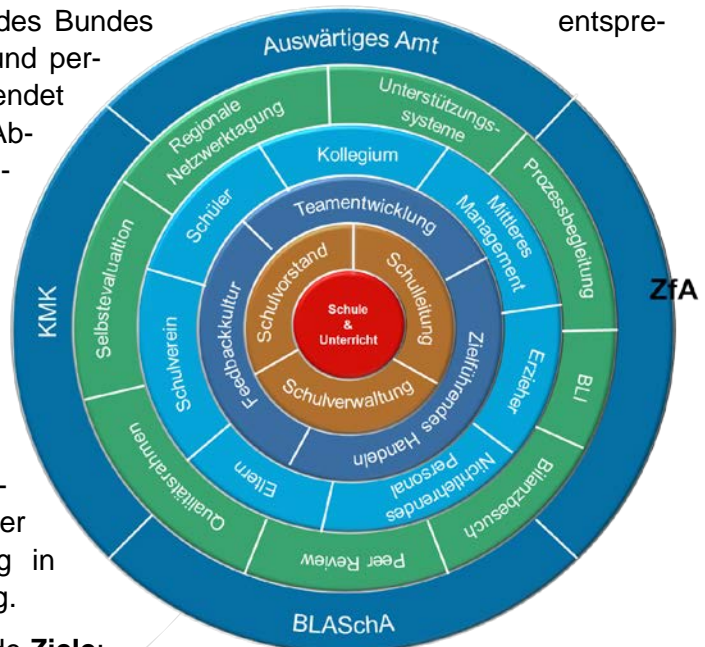 des Bundes
entspre-
und per-
endet
Ab-
-
-
er
g in
g.
Ziele:
Auswärtiges Amt
ZfA
BLASchA
KMK
Regionale
Netzwerktagung
Unterstützungs-
systeme
Prozessbegleitung
BLI
Bilanzbesuch
Peer Review
Qualitätsrahmen
Selbstevalualtion
Schüler
Kollegium
Mittleres
Management
Erzieher
Nichtlehrendes
Personal
Eltern
Schulverein
Feedbackkultur
Teamentwicklung
Zielführendes Handeln
Schulvorstand
Schulleitung
Schulverwaltung
Schule
&
Unterricht